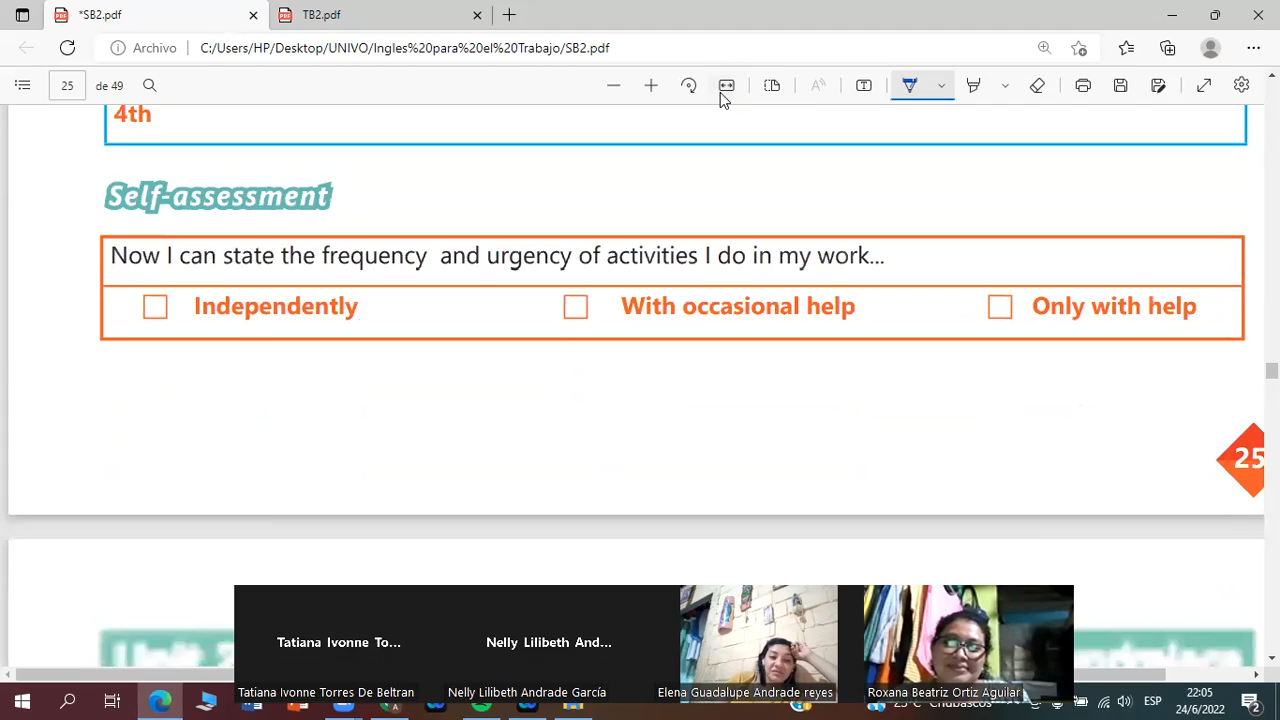 *SB2.pdf
TB2.pdf
Archivo
C:/Users/HP/Desktop/UNIVO/Ingles%20para%20el%20Trabajo/SB2.pdf
25
de 49
4th
Self-assessment
Now I can state the frequency and urgency of activities I do in my work...
Independently
With occasional help
Only with help
25
Tatiana Ivonne To...
Nelly Lilibeth And...
Tatiana Ivonne Torres De Beltran
Nelly Lilibeth Andrade García
Elena Guadalupe Andrade reyes
Roxana Beatriz Ortiz Aguilar
ESP
22:05
24/6/2022
2